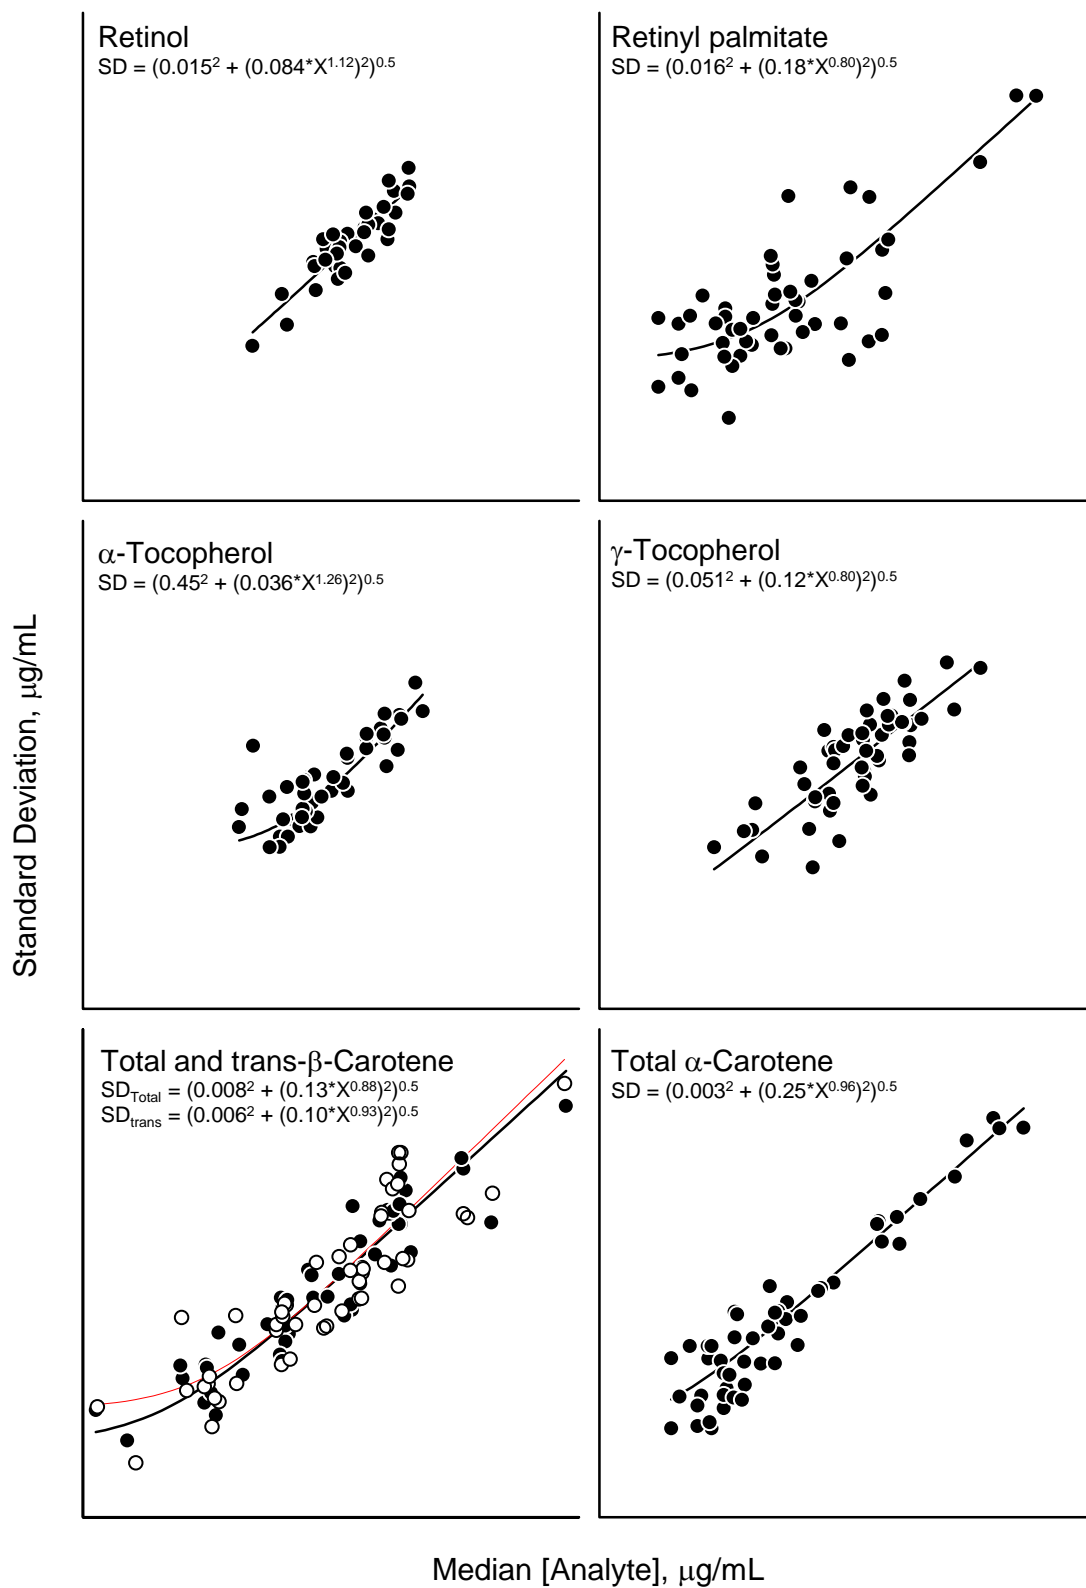 Retinol
SD = (0.015² + (0.084*X^1.12)²)^0.5
Retinyl palmitate
SD = (0.016² + (0.18*X^0.80)²)^0.5
α-Tocopherol
SD = (0.45² + (0.036*X^1.26)²)^0.5
γ-Tocopherol
SD = (0.051² + (0.12*X^0.80)²)^0.5
Standard Deviation, μg/mL
Total and trans-β-Carotene
SD_Total = (0.008² + (0.13*X^0.88)²)^0.5
SD_trans = (0.006² + (0.10*X^0.93)²)^0.5
Total α-Carotene
SD = (0.003² + (0.25*X^0.96)²)^0.5
Median [Analyte], μg/mL